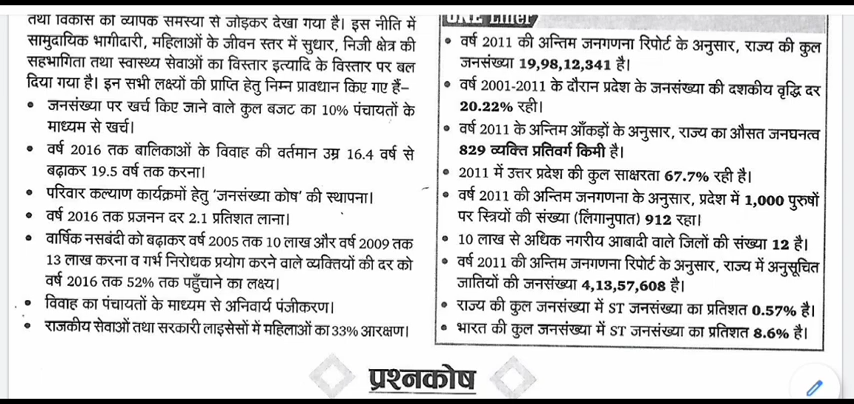 तथा विकास की व्यापक समस्या से जोड़कर देखा गया है। इस नीति में
सामुदायिक भागीदारी, महिलाओं के जीवन स्तर में सुधार, निजी क्षेत्र की
सहभागिता तथा स्वास्थ्य सेवाओं का विस्तार इत्यादि के विस्तार पर बल
दिया गया है। इन सभी लक्ष्यों की प्राप्ति हेतु निम्न प्रावधान किए गए हैं–
• जनसंख्या पर खर्च किए जाने वाले कुल बजट का 10% पंचायतों के
माध्यम से खर्च।
• वर्ष 2016 तक बालिकाओं के विवाह की वर्तमान उम्र 16.4 वर्ष से
बढ़ाकर 19.5 वर्ष तक करना।
• परिवार कल्याण कार्यक्रमों हेतु 'जनसंख्या कोष' की स्थापना।
• वर्ष 2016 तक प्रजनन दर 2.1 प्रतिशत लाना।
• वार्षिक नसबंदी को बढ़ाकर वर्ष 2005 तक 10 लाख और वर्ष 2009 तक
13 लाख करना व गर्भ निरोधक प्रयोग करने वाले व्यक्तियों की दर को
वर्ष 2016 तक 52% तक पहुँचाने का लक्ष्य।
• विवाह का पंचायतों के माध्यम से अनिवार्य पंजीकरण।
• राजकीय सेवाओं तथा सरकारी लाइसेसों में महिलाओं का 33% आरक्षण।
ONE Liner
• वर्ष 2011 की अन्तिम जनगणना रिपोर्ट के अनुसार, राज्य की कुल
जनसंख्या 19,98,12,341 है।
• वर्ष 2001-2011 के दौरान प्रदेश के जनसंख्या की दशकीय वृद्धि दर
20.22% रही।
• वर्ष 2011 के अन्तिम आँकड़ों के अनुसार, राज्य का औसत जनघनत्व
829 व्यक्ति प्रतिवर्ग किमी है।
• 2011 में उत्तर प्रदेश की कुल साक्षरता 67.7% रही है।
• वर्ष 2011 की अन्तिम जनगणना के अनुसार, प्रदेश में 1,000 पुरुषों
पर स्त्रियों की संख्या (लिंगानुपात) 912 रहा।
• 10 लाख से अधिक नगरीय आबादी वाले जिलों की संख्या 12 है।
• वर्ष 2011 की अन्तिम जनगणना रिपोर्ट के अनुसार, राज्य में अनुसूचित
जातियों की जनसंख्या 4,13,57,608 है।
• राज्य की कुल जनसंख्या में ST जनसंख्या का प्रतिशत 0.57% है।
• भारत की कुल जनसंख्या में ST जनसंख्या का प्रतिशत 8.6% है।
प्रश्नकोष